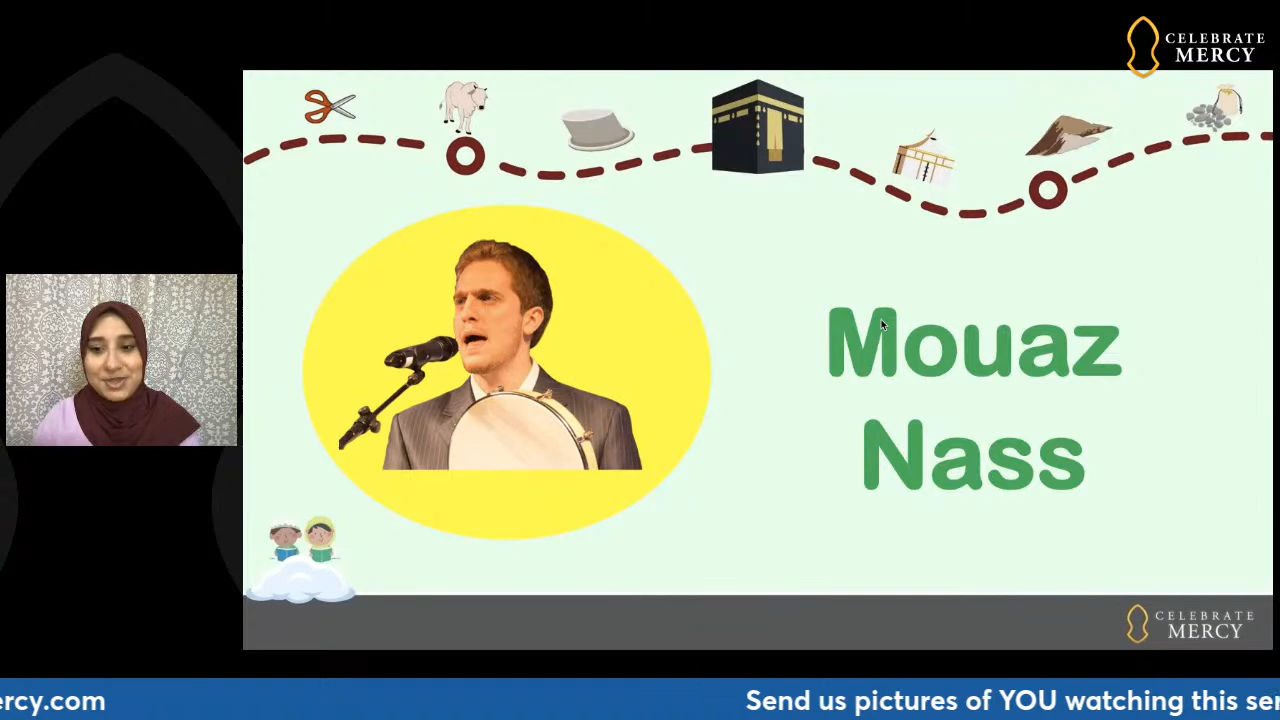 CELEBRATE
MERCY
Mouaz
Nass
CELEBRATE
MERCY
ercy.com
Send us pictures of YOU watching this ser